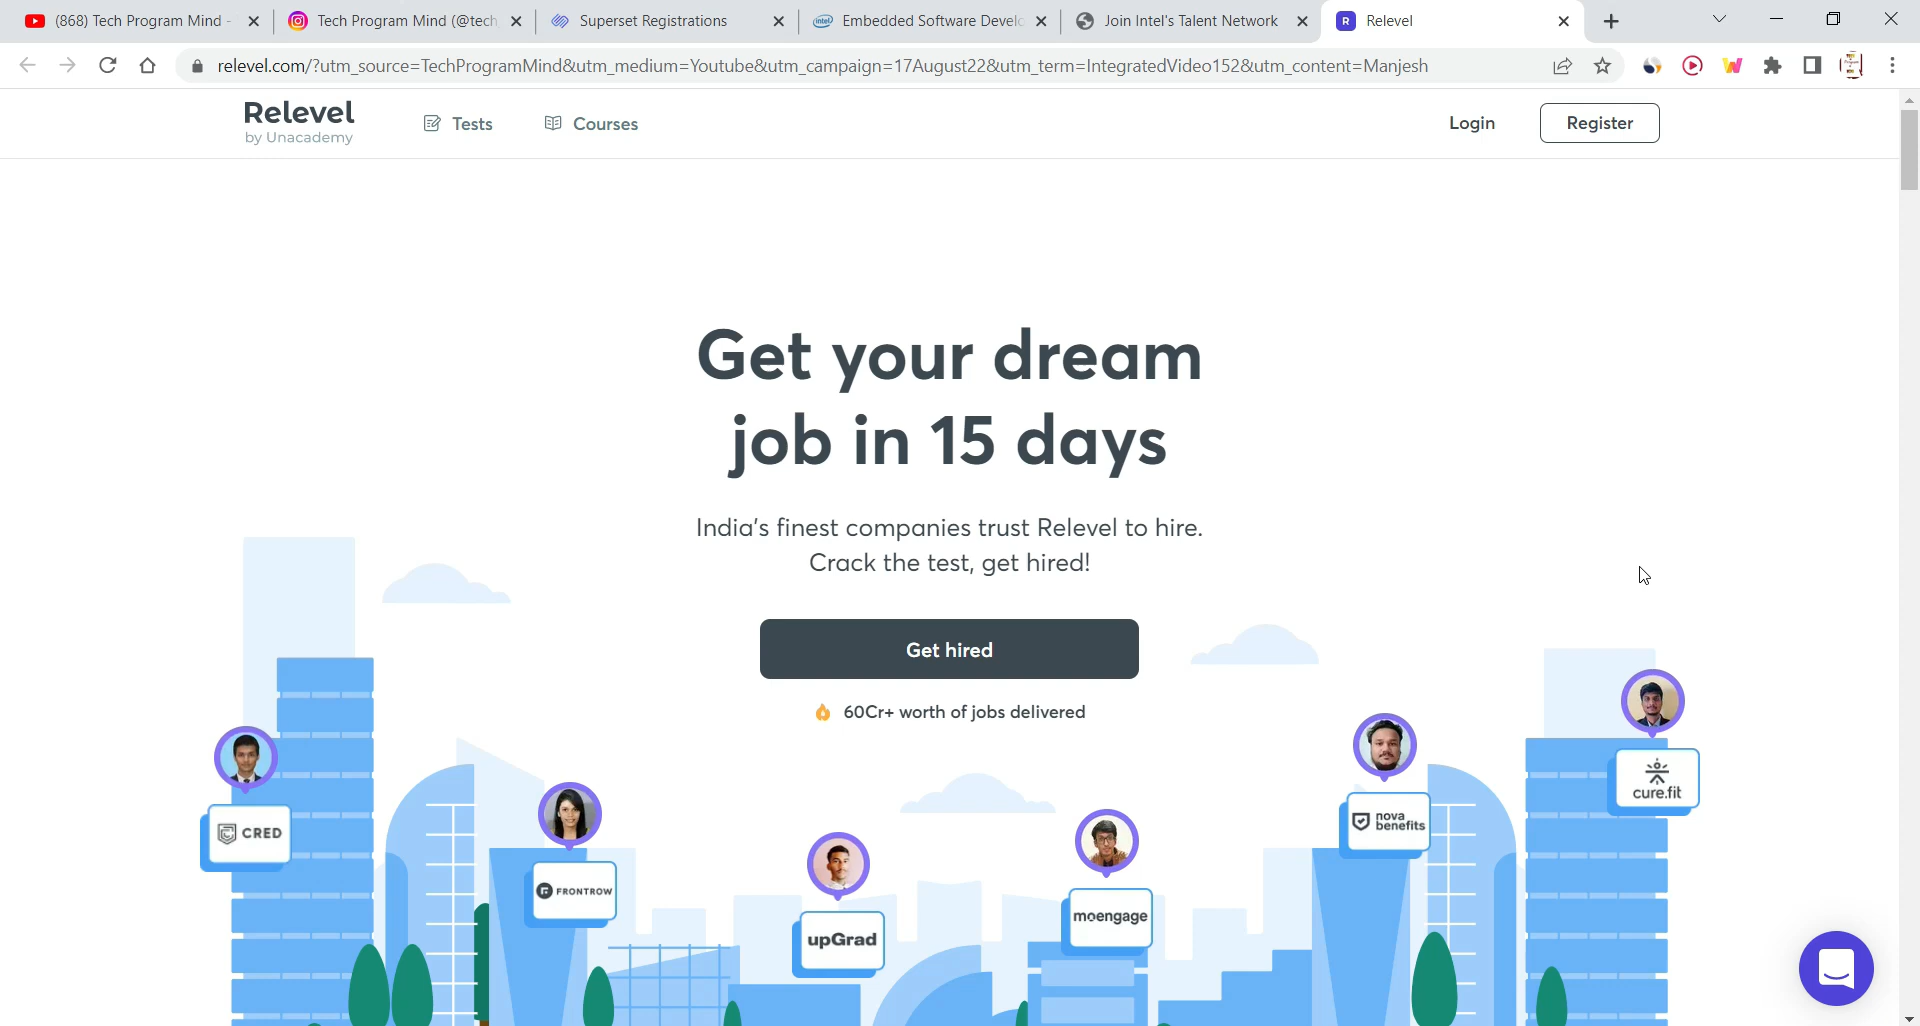 (868) Tech Program Mind -
Tech Program Mind (@tech
Superset Registrations
intel
Embedded Software Develo
Join Intel's Talent Network
R
Relevel
relevel.com/?utm_source=TechProgramMind&utm_medium=Youtube&utm_campaign=17August22&utm_term=IntegratedVideo152&utm_content=Manjesh
Relevel
by Unacademy
Tests
Courses
Login
Register
Get your dream
job in 15 days
India's finest companies trust Relevel to hire.
Crack the test, get hired!
Get hired
60Cr+ worth of jobs delivered
CRED
FRONTROW
upGrad
moengage
nova
benefits
cure.fit